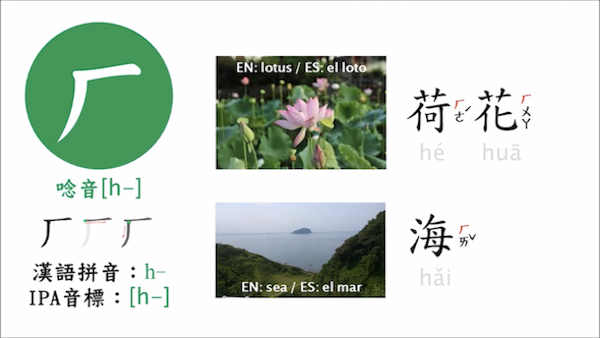 ㄏ
唸音[h-]
ㄏ ㄏ ㄏ
漢語拼音：h-
IPA音標：[h-]
EN: lotus / ES: el loto
荷ㄏㄜˊ 花ㄏㄨㄚ
hé huā
EN: sea / ES: el mar
海ㄏㄞˇ
hǎi